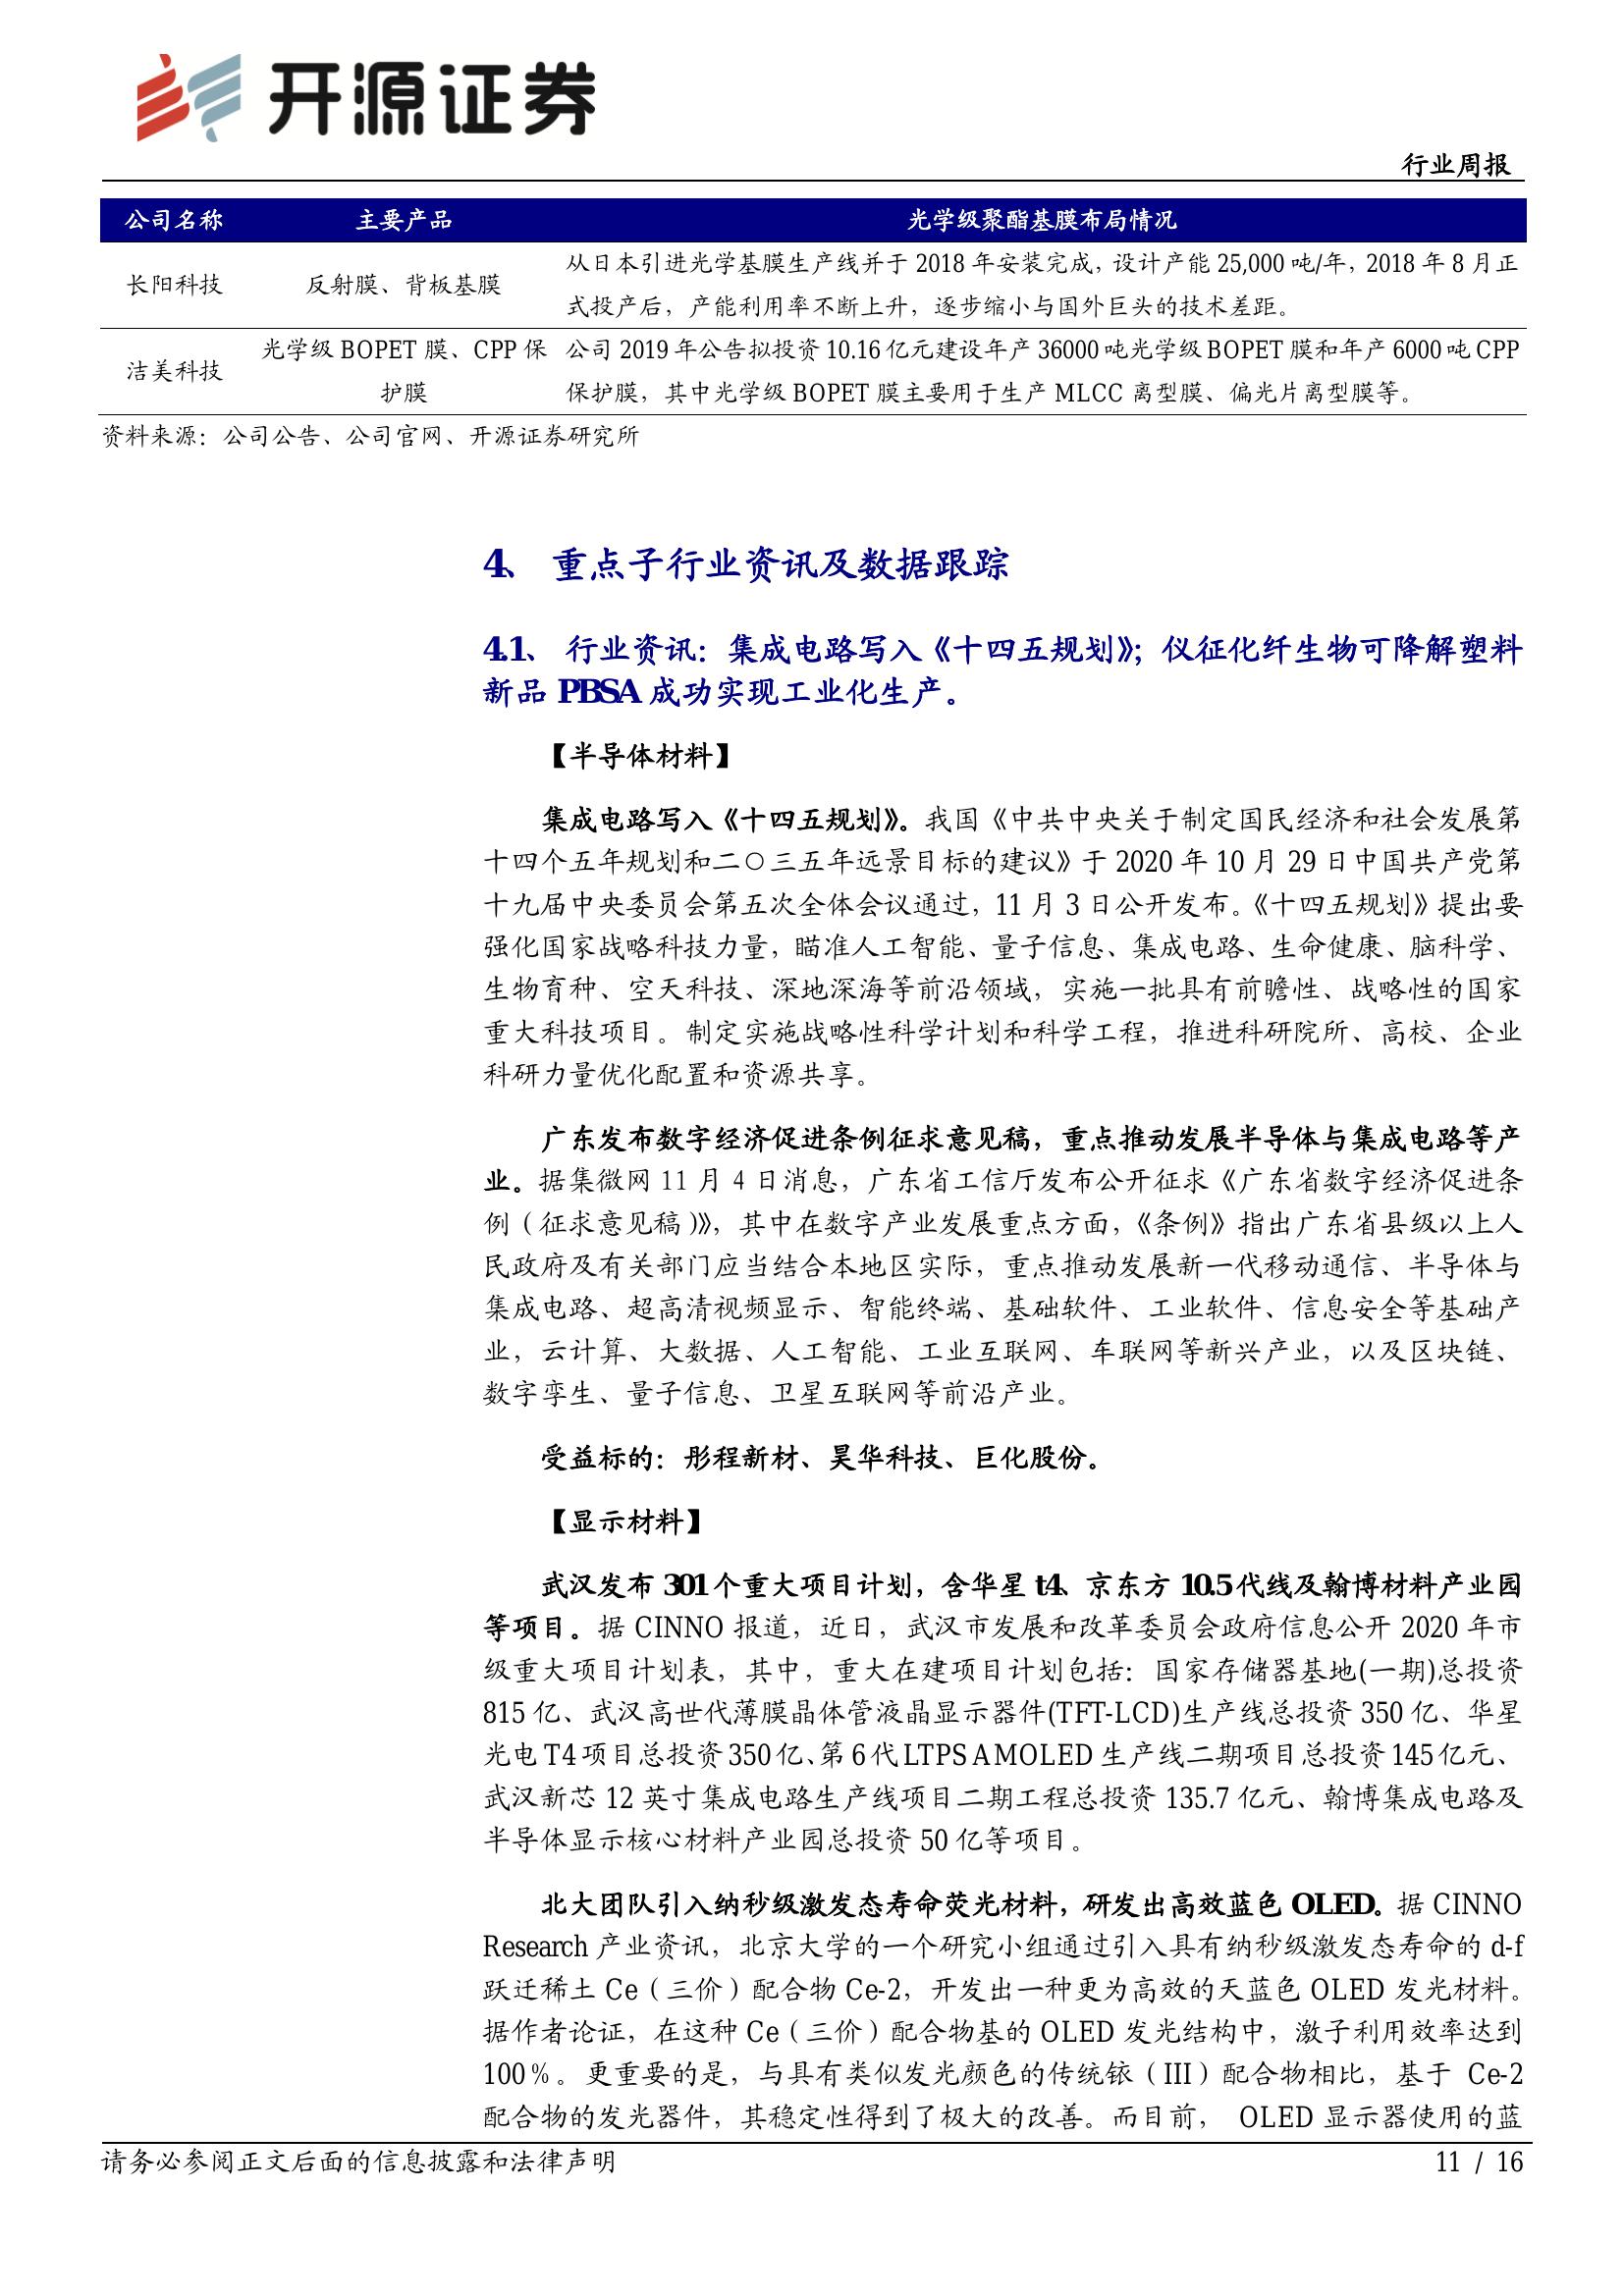 开源证券
行业周报
公司名称 主要产品 光学级聚酯基膜布局情况
长阳科技 反射膜、背板基膜 从日本引进光学基膜生产线并于 2018 年安装完成，设计产能 25,000 吨/年，2018 年 8 月正
式投产后，产能利用率不断上升，逐步缩小与国外巨头的技术差距。
洁美科技 光学级 BOPET 膜、CPP 保 公司 2019 年公告拟投资 10.16 亿元建设年产 36000 吨光学级 BOPET 膜和年产 6000 吨 CPP
护膜 保护膜，其中光学级 BOPET 膜主要用于生产 MLCC 离型膜、偏光片离型膜等。
资料来源：公司公告、公司官网、开源证券研究所
4、 重点子行业资讯及数据跟踪
4.1、 行业资讯：集成电路写入《十四五规划》；仪征化纤生物可降解塑料
新品 PBSA 成功实现工业化生产。
【半导体材料】
集成电路写入《十四五规划》。我国《中共中央关于制定国民经济和社会发展第
十四个五年规划和二〇三五年远景目标的建议》于 2020 年 10 月 29 日中国共产党第
十九届中央委员会第五次全体会议通过，11 月 3 日公开发布。《十四五规划》提出要
强化国家战略科技力量，瞄准人工智能、量子信息、集成电路、生命健康、脑科学、
生物育种、空天科技、深地深海等前沿领域，实施一批具有前瞻性、战略性的国家
重大科技项目。制定实施战略性科学计划和科学工程，推进科研院所、高校、企业
科研力量优化配置和资源共享。
广东发布数字经济促进条例征求意见稿，重点推动发展半导体与集成电路等产
业。据集微网 11 月 4 日消息，广东省工信厅发布公开征求《广东省数字经济促进条
例（征求意见稿）》，其中在数字产业发展重点方面，《条例》指出广东省县级以上人
民政府及有关部门应当结合本地区实际，重点推动发展新一代移动通信、半导体与
集成电路、超高清视频显示、智能终端、基础软件、工业软件、信息安全等基础产
业，云计算、大数据、人工智能、工业互联网、车联网等新兴产业，以及区块链、
数字孪生、量子信息、卫星互联网等前沿产业。
受益标的：彤程新材、昊华科技、巨化股份。
【显示材料】
武汉发布 301 个重大项目计划，含华星 t4、京东方 10.5 代线及翰博材料产业园
等项目。据 CINNO 报道，近日，武汉市发展和改革委员会政府信息公开 2020 年市
级重大项目计划表，其中，重大在建项目计划包括：国家存储器基地(一期)总投资
815 亿、武汉高世代薄膜晶体管液晶显示器件(TFT-LCD)生产线总投资 350 亿、华星
光电 T4 项目总投资 350 亿、第 6 代 LTPS AMOLED 生产线二期项目总投资 145 亿元、
武汉新芯 12 英寸集成电路生产线项目二期工程总投资 135.7 亿元、翰博集成电路及
半导体显示核心材料产业园总投资 50 亿等项目。
北大团队引入纳秒级激发态寿命荧光材料，研发出高效蓝色 OLED。据 CINNO
Research 产业资讯，北京大学的一个研究小组通过引入具有纳秒级激发态寿命的 d-f
跃迁稀土 Ce（三价）配合物 Ce-2，开发出一种更为高效的天蓝色 OLED 发光材料。
据作者论证，在这种 Ce（三价）配合物基的 OLED 发光结构中，激子利用效率达到
100％。更重要的是，与具有类似发光颜色的传统铱（III）配合物相比，基于 Ce-2
配合物的发光器件，其稳定性得到了极大的改善。而目前， OLED 显示器使用的蓝
请务必参阅正文后面的信息披露和法律声明 11 / 16